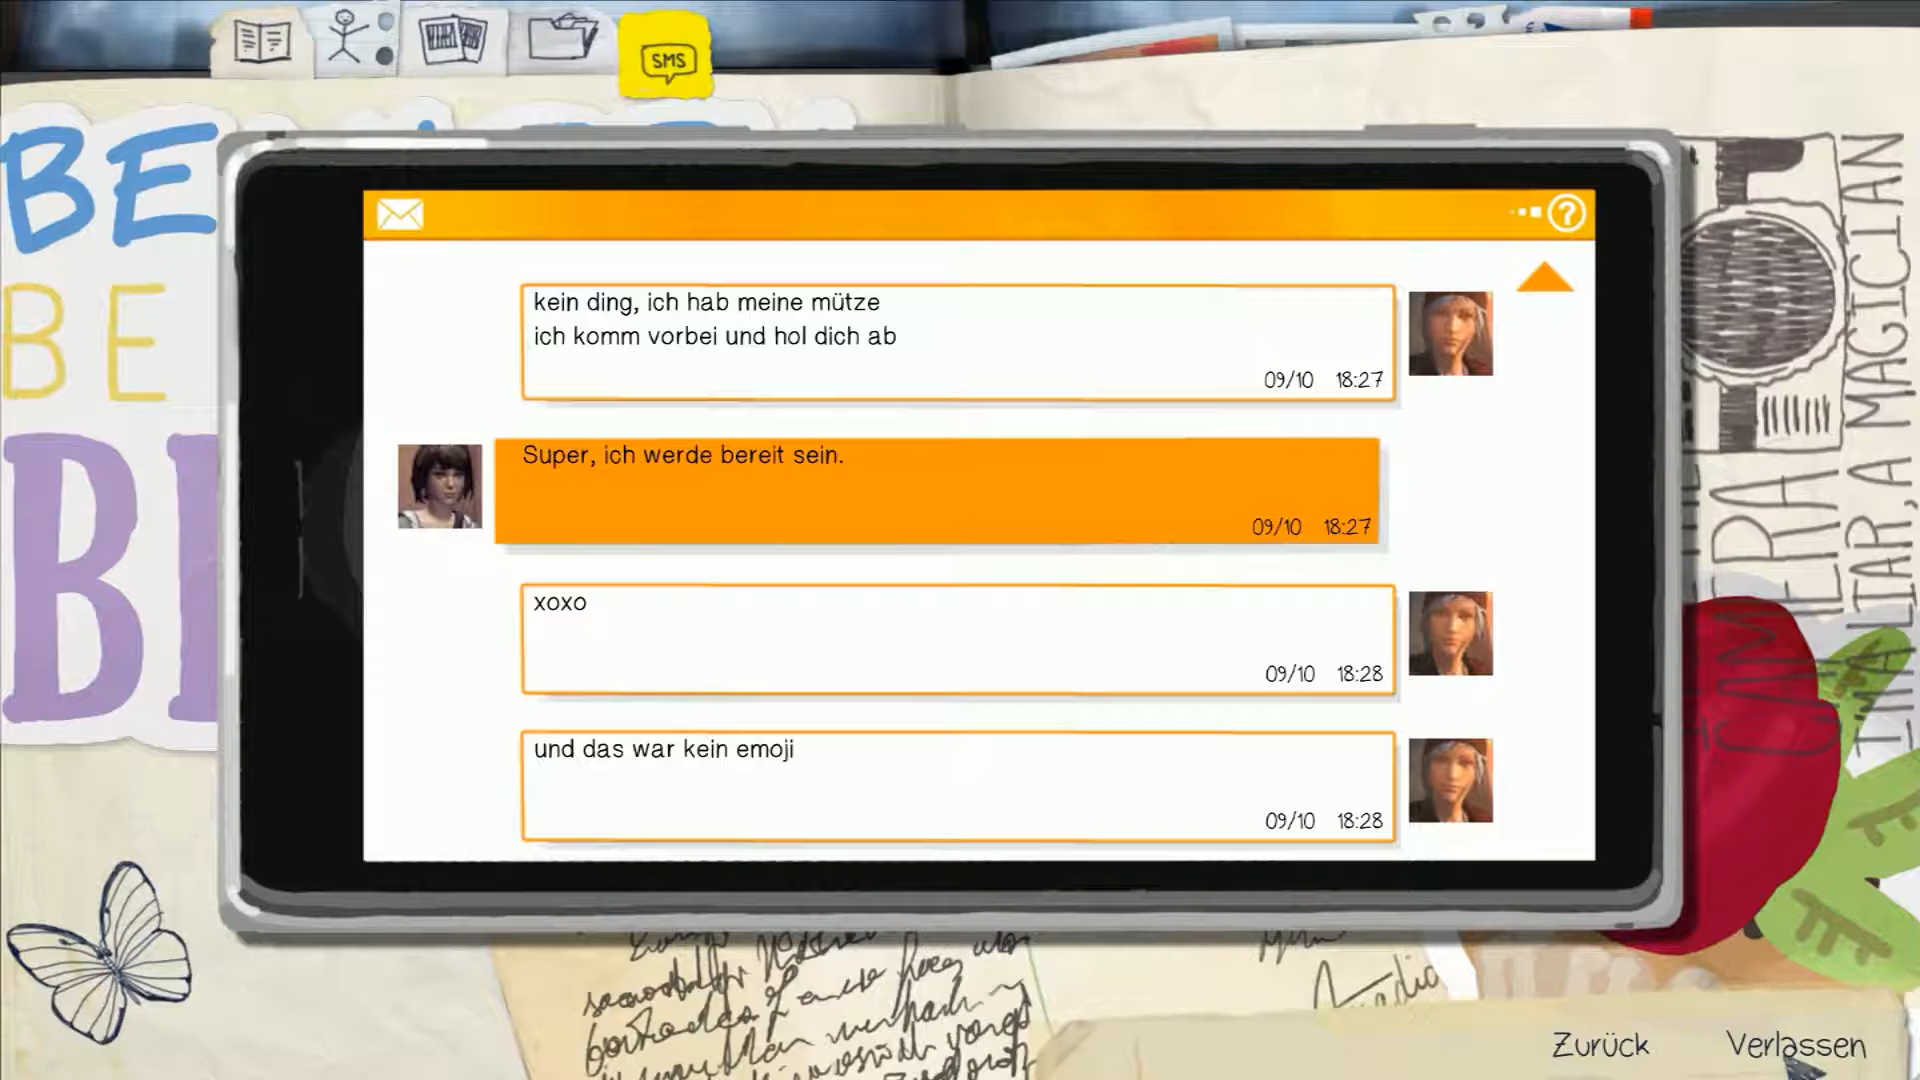 SMS
BE
BE
kein ding, ich hab meine mütze
ich komm vorbei und hol dich ab
09/10 18:27
Super, ich werde bereit sein.
09/10 18:27
xoxo
09/10 18:28
und das war kein emoji
09/10 18:28
CAMERA
LIAR, A MAGICIAN
Zurück
Verlassen